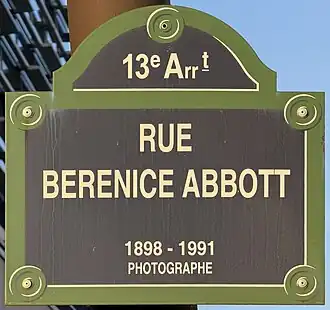 13e Arrt
RUE
BERENICE ABBOTT
1898 - 1991
PHOTOGRAPHE